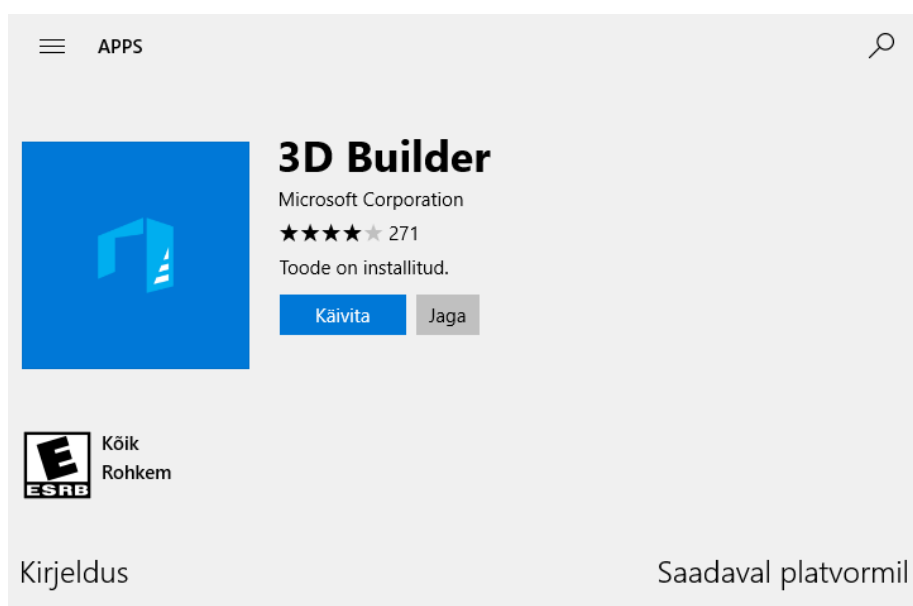 APPS
3D Builder
Microsoft Corporation
★★★★★ 271
Toode on installitud.
Käivita Jaga
E
ESRB
Kõik
Rohkem
Kirjeldus
Saadaval platvormil